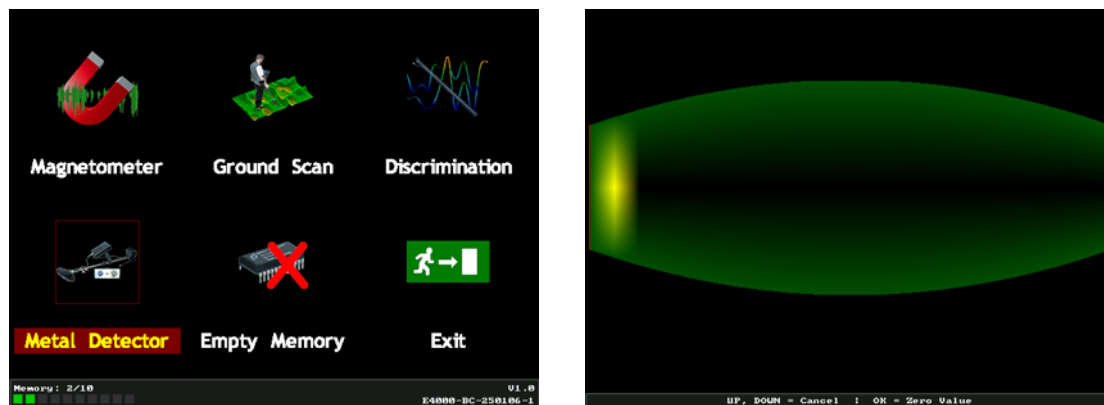 Magnetometer
Ground Scan
Discrimination
Metal Detector
Empty Memory
Exit
Memory: 2/10
V1.0
E4000-BC-250106-1
UP, DOWN = Cancel | OK = Zero Value